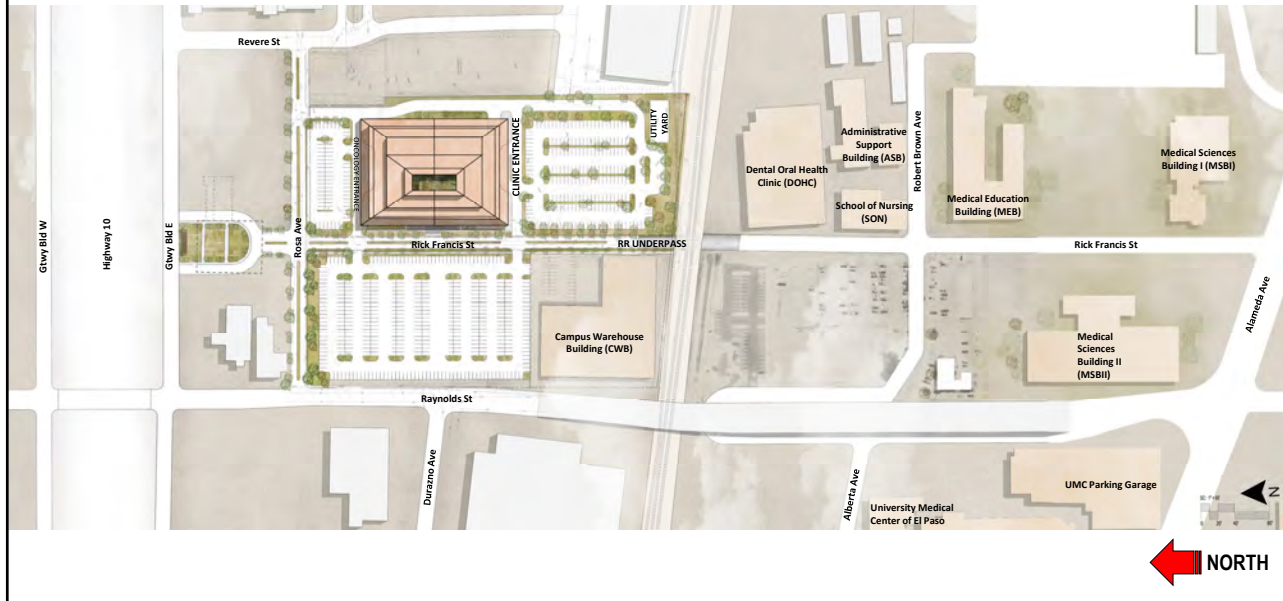 Revere St
Gtwy Bld W
Highway 10
Gtwy Bld E
Rosa Ave
ONCOLOGY ENTRANCE
CLINIC ENTRANCE
UTILITY
YARD
Rick Francis St
RR UNDERPASS
Campus Warehouse
Building (CWB)
Raynolds St
Durazno Ave
Dental Oral Health
Clinic (DOHC)
Administrative
Support
Building (ASB)
School of Nursing
(SON)
Robert Brown Ave
Medical Education
Building (MEB)
Medical Sciences
Building I (MSBI)
Rick Francis St
Alameda Ave
Medical
Sciences
Building II
(MSBII)
Alberta Ave
University Medical
Center of El Paso
UMC Parking Garage
N
NORTH